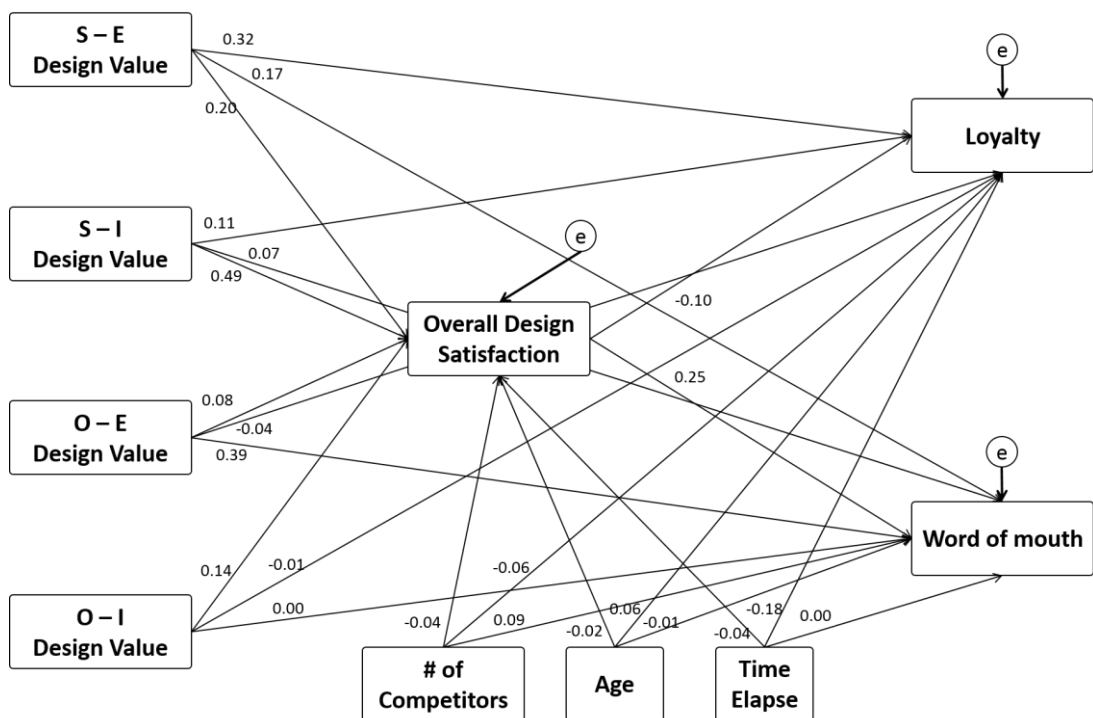 S – E
Design Value
0.32
0.17
0.20
e
Loyalty
S – I
Design Value
0.11
0.07
0.49
e
Overall Design
Satisfaction
-0.10
0.25
O – E
Design Value
0.08
-0.04
0.39
e
Word of mouth
O – I
Design Value
0.14
-0.01
0.00
-0.06
-0.04
0.09
0.06
-0.02
-0.01
-0.18
-0.04
0.00
# of
Competitors
Age
Time
Elapse